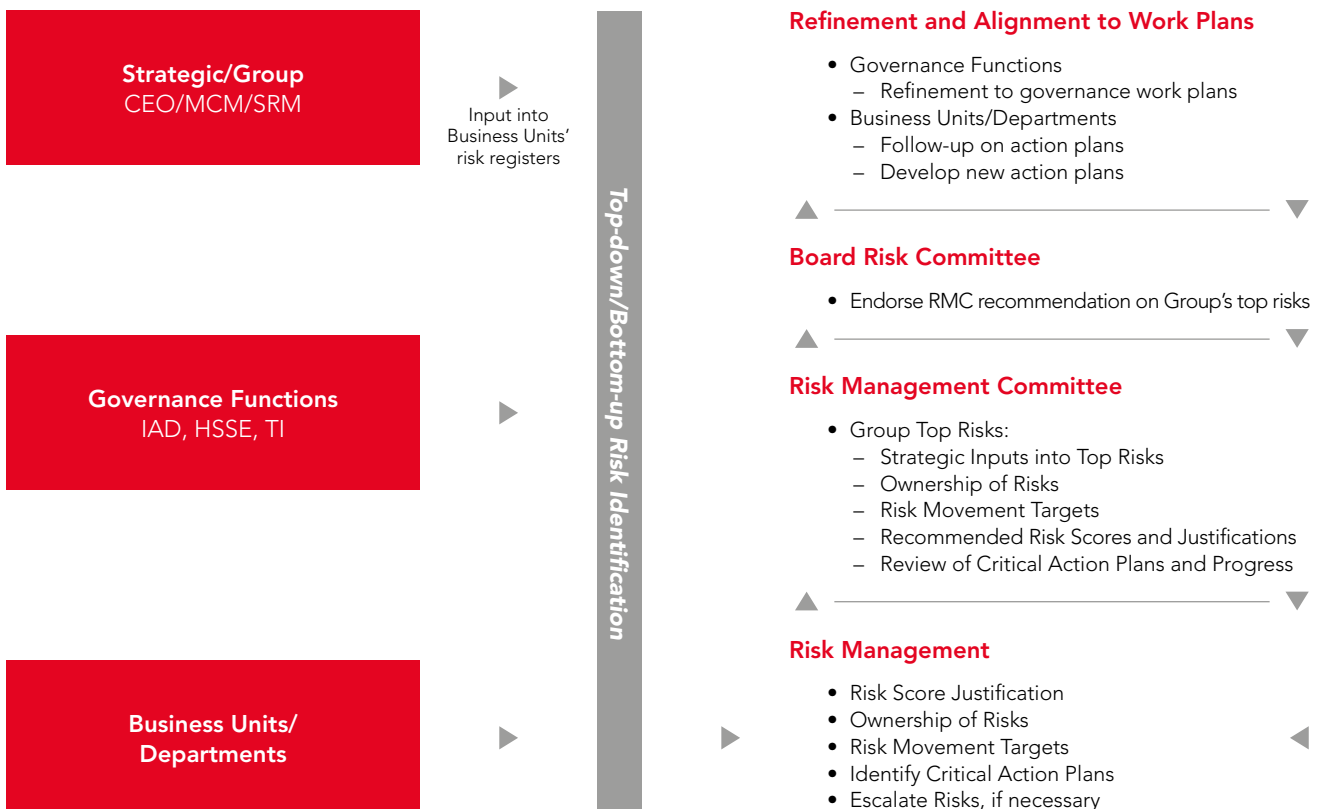 Strategic/Group
CEO/MCM/SRM
Input into
Business Units'
risk registers
Governance Functions
IAD, HSSE, TI
Business Units/
Departments
Top-down/Bottom-up Risk Identification
Refinement and Alignment to Work Plans
• Governance Functions
– Refinement to governance work plans
• Business Units/Departments
– Follow-up on action plans
– Develop new action plans
Board Risk Committee
• Endorse RMC recommendation on Group's top risks
Risk Management Committee
• Group Top Risks:
– Strategic Inputs into Top Risks
– Ownership of Risks
– Risk Movement Targets
– Recommended Risk Scores and Justifications
– Review of Critical Action Plans and Progress
Risk Management
• Risk Score Justification
• Ownership of Risks
• Risk Movement Targets
• Identify Critical Action Plans
• Escalate Risks, if necessary